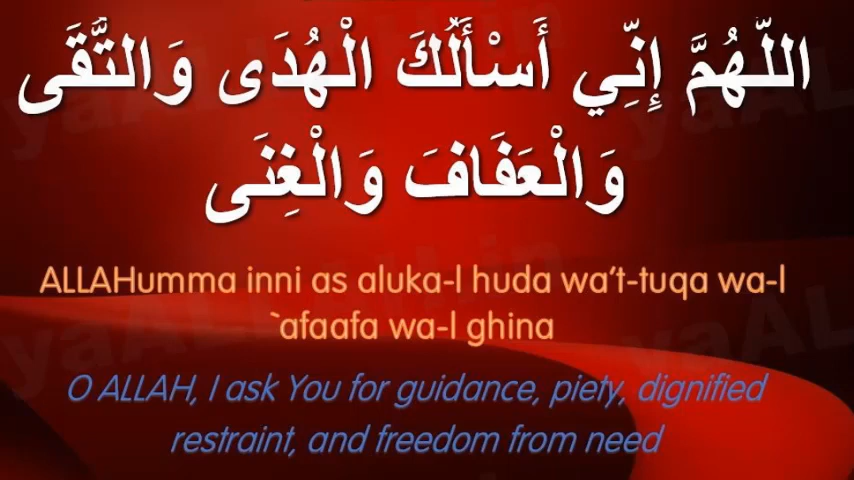 اللّهُمَّ إِنِّي أَسْأَلُكَ الْهُدَى وَالتُّقَى
وَالْعَفَافَ وَالْغِنَى
ALLAHumma inni as aluka-l huda wa’t-tuqa wa-l
`afaafa wa-l ghina
O ALLAH, I ask You for guidance, piety, dignified
restraint, and freedom from need